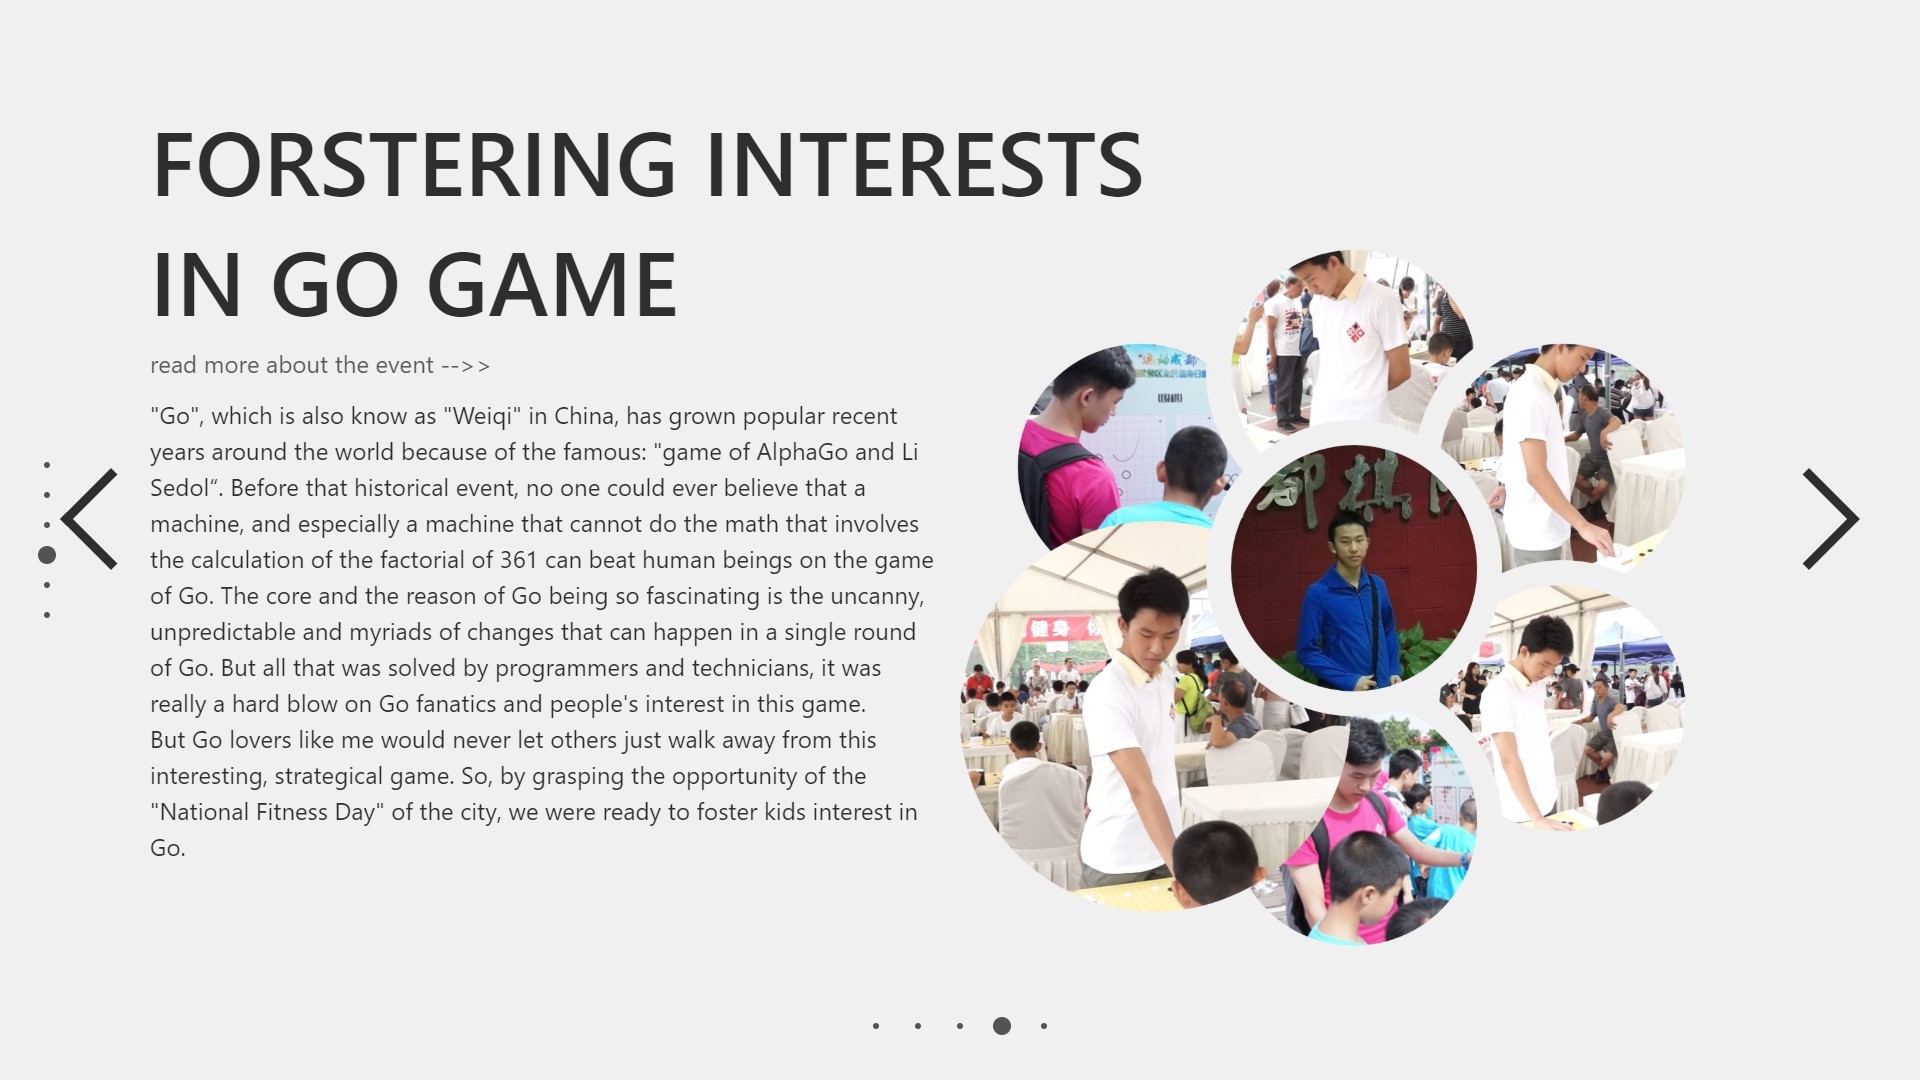 FORSTERING INTERESTS
IN GO GAME
read more about the event -->>
"Go", which is also know as "Weiqi" in China, has grown popular recent
years around the world because of the famous: "game of AlphaGo and Li
Sedol“. Before that historical event, no one could ever believe that a
machine, and especially a machine that cannot do the math that involves
the calculation of the factorial of 361 can beat human beings on the game
of Go. The core and the reason of Go being so fascinating is the uncanny,
unpredictable and myriads of changes that can happen in a single round
of Go. But all that was solved by programmers and technicians, it was
really a hard blow on Go fanatics and people's interest in this game.
But Go lovers like me would never let others just walk away from this
interesting, strategical game. So, by grasping the opportunity of the
"National Fitness Day" of the city, we were ready to foster kids interest in
Go.
"运动成都"
都棋
健身